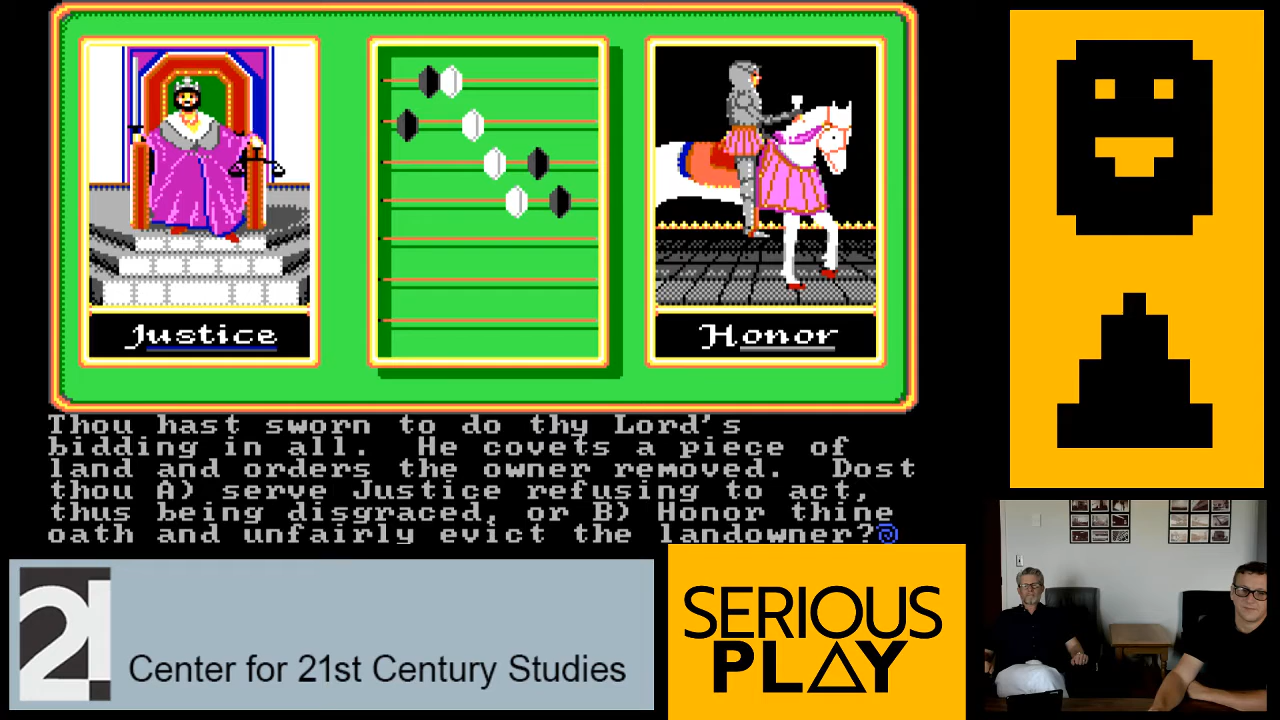 Justice
Honor
Thou hast sworn to do thy Lord's
bidding in all.  He covets a piece of
land and orders the owner removed.  Dost
thou A) serve Justice refusing to act,
thus being disgraced, or B) Honor thine
oath and unfairly evict the landowner?
21
Center for 21st Century Studies
SERIOUS
PLAY